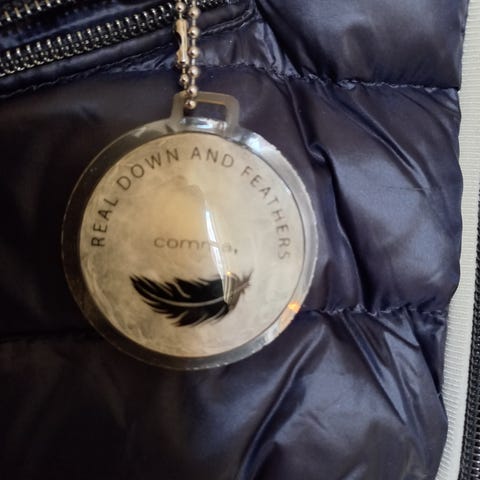 REAL DOWN AND FEATHERS
comma,